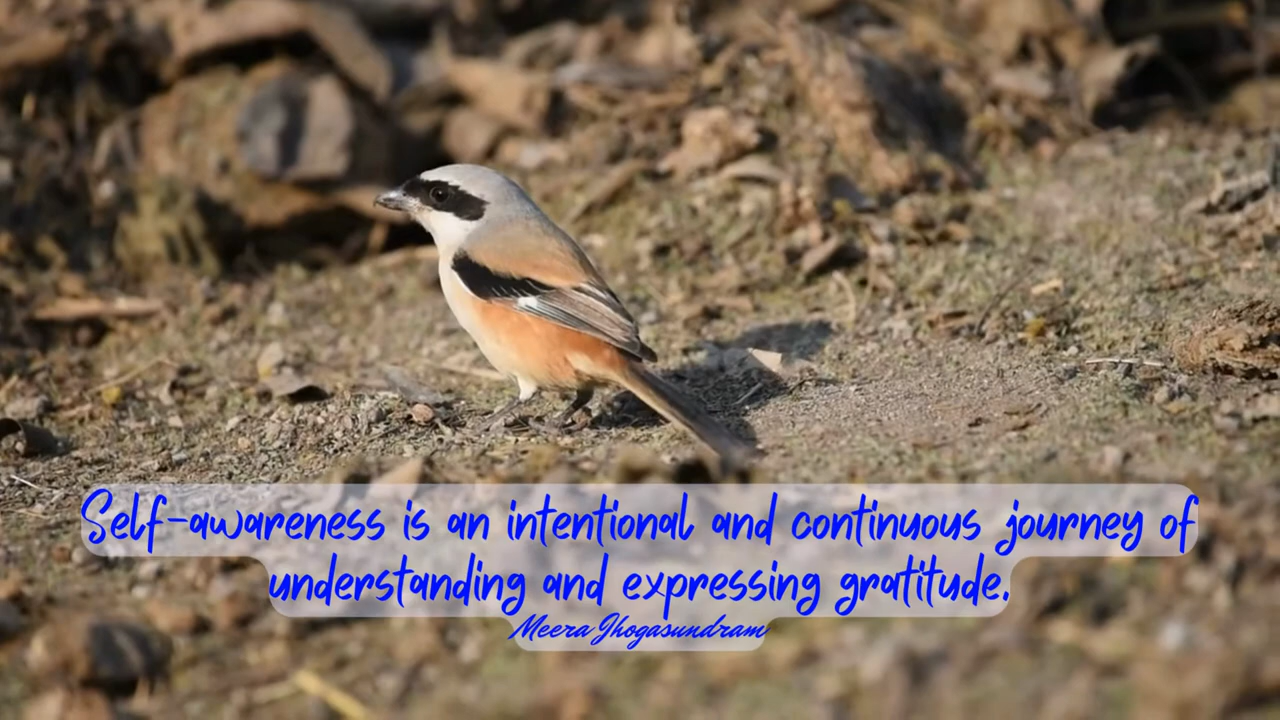 Self-awareness is an intentional and continuous journey of
understanding and expressing gratitude.
Meera Jhogasundram